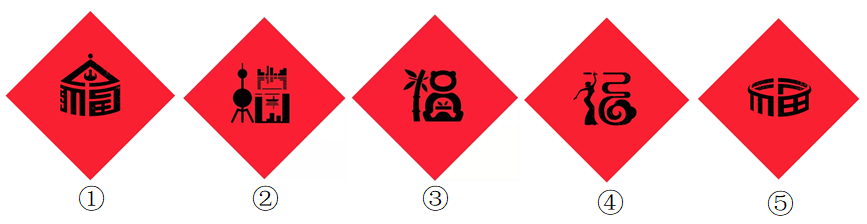 福 福 福 福 福
① ② ③ ④ ⑤